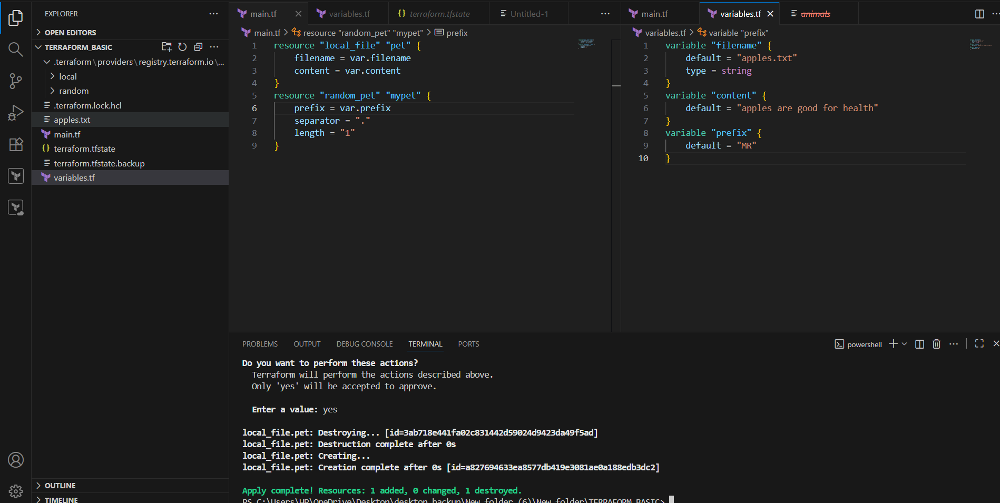 EXPLORER
OPEN EDITORS
TERRAFORM_BASIC
.terraform\providers\registry.terraform.io\...
local
random
.terraform.lock.hcl
apples.txt
main.tf
terraform.tfstate
terraform.tfstate.backup
variables.tf
OUTLINE
TIMELINE
main.tf
variables.tf
terraform.tfstate
Untitled-1
main.tf > resource "random_pet" "mypet" > prefix
1 resource "local_file" "pet" {
2 filename = var.filename
3 content = var.content
4 }
5 resource "random_pet" "mypet" {
6 prefix = var.prefix
7 separator = "."
8 length = "1"
9 }
main.tf
variables.tf
animals
variables.tf > variable "prefix"
1 variable "filename" {
2 default = "apples.txt"
3 type = string
4 }
5 variable "content" {
6 default = "apples are good for health"
7 }
8 variable "prefix" {
9 default = "MR"
10 }
PROBLEMS OUTPUT DEBUG CONSOLE TERMINAL PORTS
powershell
Do you want to perform these actions?
Terraform will perform the actions described above.
Only 'yes' will be accepted to approve.
Enter a value: yes
local_file.pet: Destroying... [id=3ab718e441fa02c831442d59024d9423da49f5ad]
local_file.pet: Destruction complete after 0s
local_file.pet: Creating...
local_file.pet: Creation complete after 0s [id=a827694633ea8577db419e3081ae0a188edb3dc2]
Apply complete! Resources: 1 added, 0 changed, 1 destroyed.
PS C:\Users\HP\OneDrive\Desktop\desktop backup\New folder (6)\New folder\TERRAFORM_BASIC>